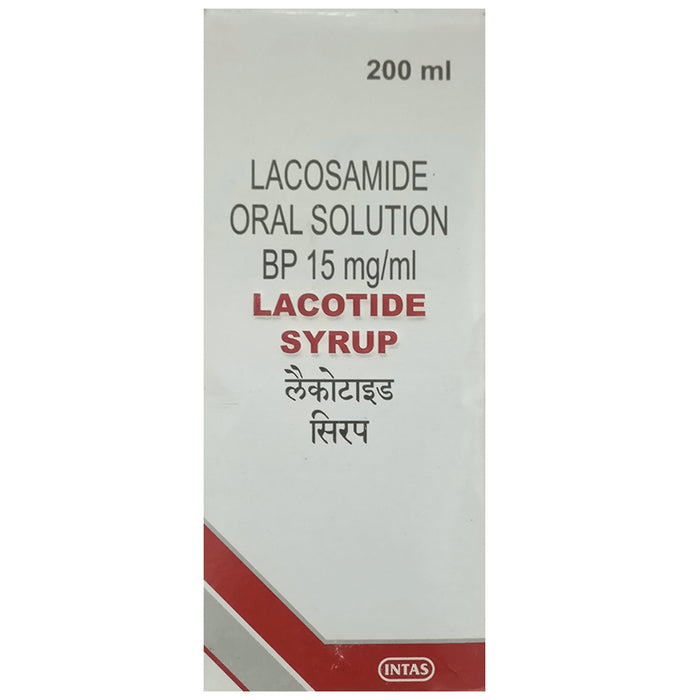 200 ml
LACOSAMIDE
ORAL SOLUTION
BP 15 mg/ml
LACOTIDE
SYRUP
लैकोटाइड
सिरप
INTAS